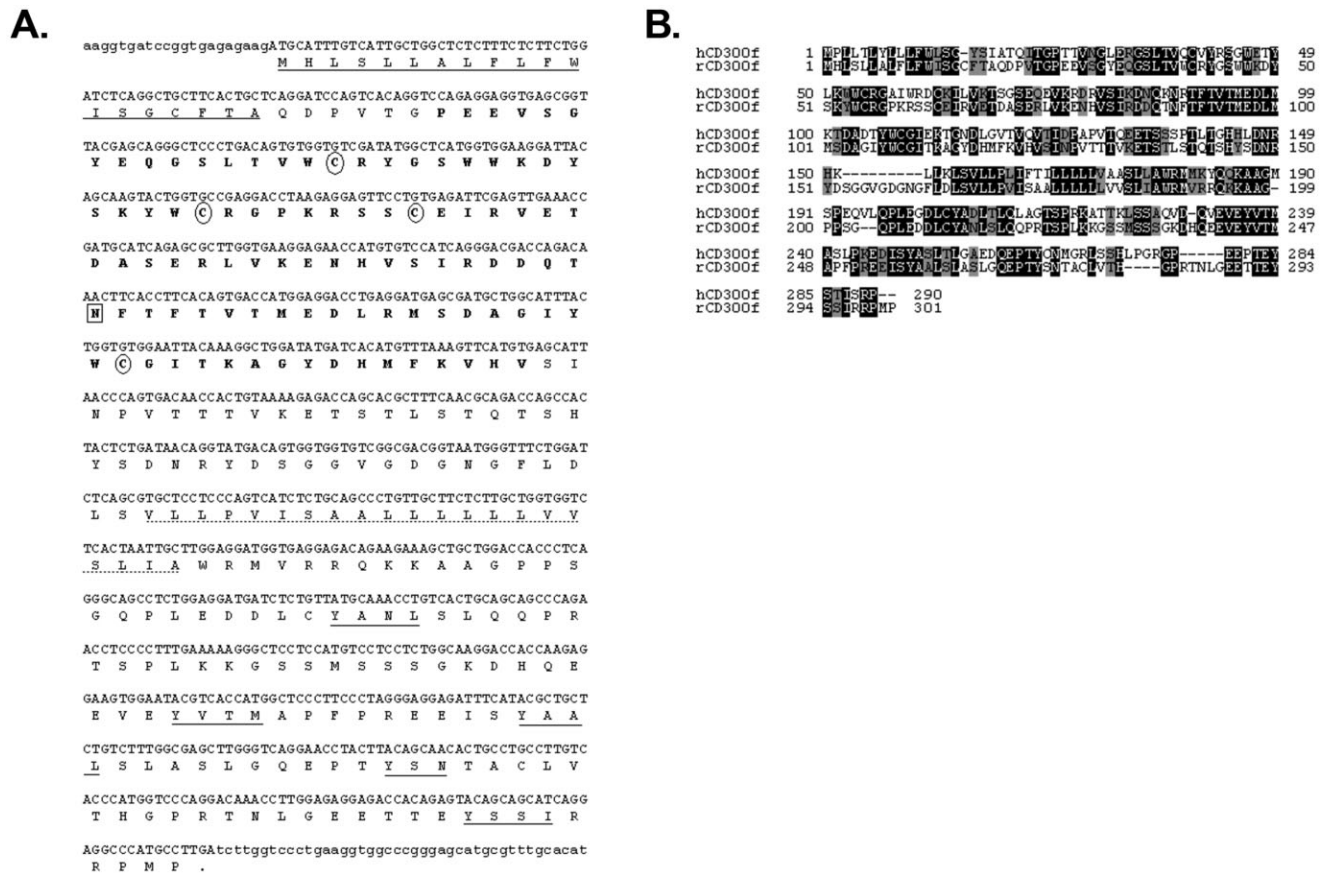 A.
aaggtgatccggtgagagaagATGCATTTGTCATTGCTGGCTCTCTTTCTCTTCTGG
M H L S L L A L F L F W
ATCTCAGGCTGCTTCACTGCTCAGGATCCAGTCACAGGTCCAGAGGAGGTGAGCGGT
I S G C F T A Q D P V T G P E E V S G
TACGAGCAGGGCTCCCTGACAGTGTGGTGTCGATATGGCTCATGGTGGAAGGATTAC
Y E Q G S L T V W C R Y G S W W K D Y
AGCAAGTACTGGTGCCGAGGACCTAAGAGGAGTTCCTGTGAGATTCGAGTTGAAACC
S K Y W C R G P K R S S C E I R V E T
GATGCATCAGAGCGCTTGGTGAAGGAGAACCATGTGTCCATCAGGGACGACCAGACA
D A S E R L V K E N H V S I R D D Q T
AACTTCACCTTCACAGTGACCATGGAGGACCTGAGGATGAGCGATGCTGGCATTTAC
N F T F T V T M E D L R M S D A G I Y
TGGTGTGGAATTACAAAGGCTGGATATGATCACATGTTTAAAGTTCATGTGAGCATT
W C G I T K A G Y D H M F K V H V S I
AACCCAGTGACAACCACTGTAAAAGAGACCAGCACGCTTTCAACGCAGACCAGCCAC
N P V T T T V K E T S T L S T Q T S H
TACTCTGATAACAGGTATGACAGTGGTGGTGTCGGCGACGGTAATGGGTTTCTGGAT
Y S D N R Y D S G G V G D G N G F L D
CTCAGCGTGCTCCTCCCAGTCATCTCTGCAGCCCTGTTGCTTCTCTTGCTGGTGGTC
L S V L L P V I S A A L L L L L L V V
TCACTAATTGCTTGGAGGATGGTGAGGAGACAGAAGAAAGCTGCTGGACCACCCTCA
S L I A W R M V R R Q K K A A G P P S
GGGCAGCCTCTGGAGGATGATCTCTGTTATGCAAACCTGTCACTGCAGCAGCCCAGA
G Q P L E D D L C Y A N L S L Q Q P R
ACCTCCCCTTTGAAAAAGGGCTCCTCCATGTCCTCCTCTGGCAAGGACCACCAAGAG
T S P L K K G S S M S S S G K D H Q E
GAAGTGGAATACGTCACCATGGCTCCCTTCCCTAGGGAGGAGATTTCATACGCTGCT
E V E Y V T M A P F P R E E I S Y A A
CTGTCTTTGGCGAGCTTGGGTCAGGAACCTACTTACAGCAACACTGCCTGCCTTGTC
L S L A S L G Q E P T Y S N T A C L V
ACCCATGGTCCCAGGACAAACCTTGGAGAGGAGACCACAGAGTACAGCAGCATCAGG
T H G P R T N L G E E T T E Y S S I R
AGGCCCATGCCTTGAtcttggtccctgaaggtggcccgggagcatgcgtttgcacat
R P M P .
B.
hCD300f 1 MPLLTLYLLLFWLSG-YSIATQITGPTTVNGLERGSLTVQCVYRSGWETY 49
rCD300f 1 MHLSLLALFLFWISGCFTAQDPVTGPEEVSGYEQGSLTVWCRYGSWWKDY 50
hCD300f 50 LKWWCRGAIWRDCKILVKTSGSEQEVKRDRVSIKDNQKNRTFTVTMEDLM 99
rCD300f 51 SKYWCRGPKRSSCEIRVETDASERLVKENHVSIRDDQTNFTFTVTMEDLM 100
hCD300f 100 KTDADTYWCGIEKTGNDLGVTVQVTIDPAPVTQEETSSSPTLTGHHLDNR 149
rCD300f 101 MSDAGIYWCGITKAGYDHMFKVHVSINPVTTTVKETSTLSTQTSHYSDNR 150
hCD300f 150 HK---------LLKLSVLLPLIFTILLLLLVAASLLAWRMMKYQQKAAGM 190
rCD300f 151 YDSGGVGDGNGFLDLSVLLPVISAALLLLLLVVSLIAWRMVRRQKKAAG- 199
hCD300f 191 SPEQVLQPLEGDLCYADLTLQLAGTSPRKATTKLSSAQVD-QVEVEYVTM 239
rCD300f 200 PPSG--QPLEDDLCYANLSLQQPRTSPLKKGSSMSSSGKDHQEEVEYVTM 247
hCD300f 240 ASLPKEDISYASLTLGAEDQEPTYCNMGRLSSHLPGRGP---EEPTEY 284
rCD300f 248 APFPREEISYAALSLASLGQEPTYSNTACLVTH----GPRTNLGEETTEY 293
hCD300f 285 STISRP-- 290
rCD300f 294 SSIRRPMP 301